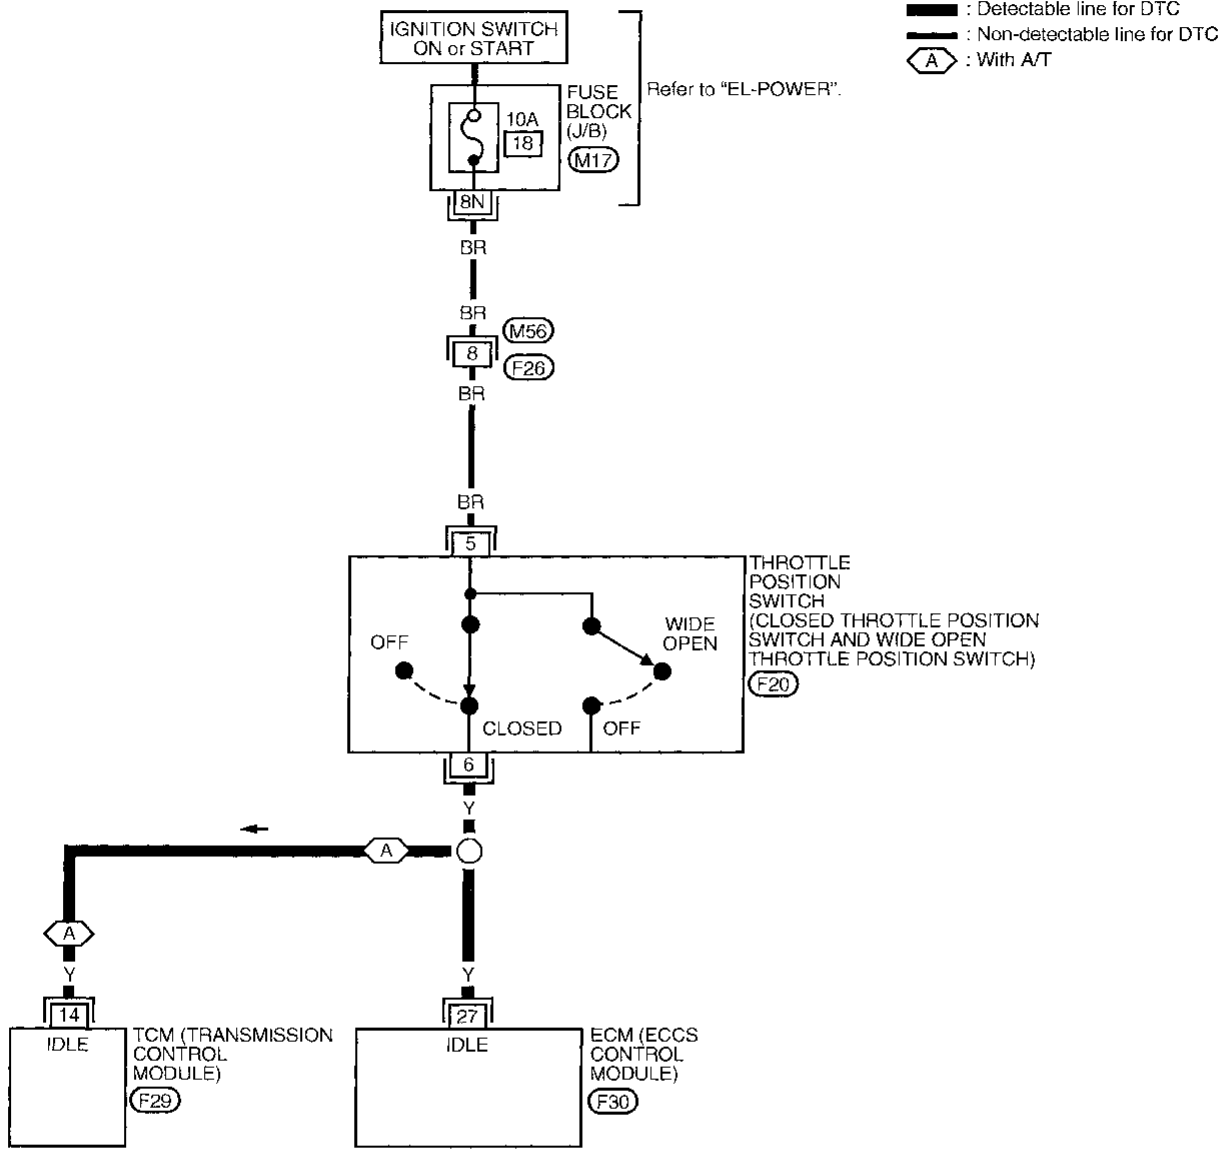 : Detectable line for DTC
: Non-detectable line for DTC
A : With A/T
IGNITION SWITCH
ON or START
Refer to “EL-POWER”.
FUSE
BLOCK
(J/B)
M17
10A
18
8N
BR
BR
M56
8
F26
BR
BR
5
THROTTLE
POSITION
SWITCH
(CLOSED THROTTLE POSITION
SWITCH AND WIDE OPEN
THROTTLE POSITION SWITCH)
F20
OFF
WIDE
OPEN
CLOSED
OFF
6
Y
A
A
Y
Y
14
27
IDLE
TCM (TRANSMISSION
CONTROL
MODULE)
F29
IDLE
ECM (ECCS
CONTROL
MODULE)
F30